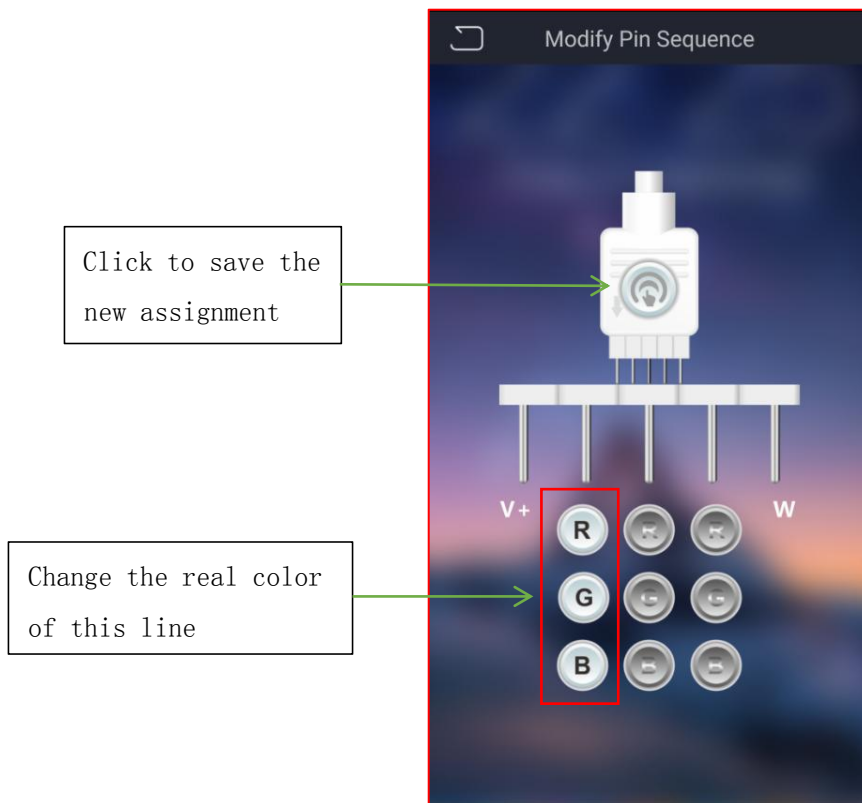 Modify Pin Sequence
Click to save the
new assignment
V+
W
R R R
G G G
B B B
Change the real color
of this line